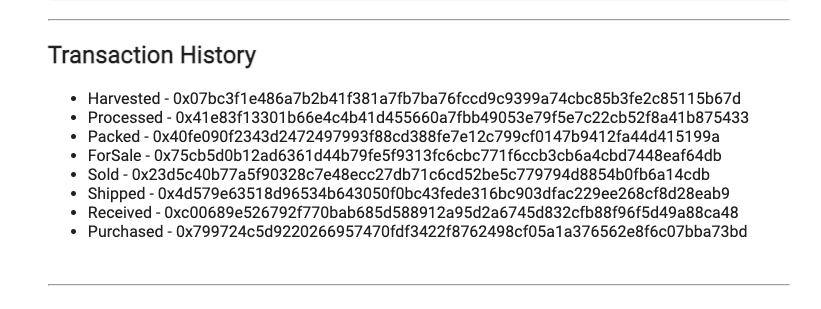 Transaction History
• Harvested - 0x07bc3f1e486a7b2b41f381a7fb7ba76fccd9c9399a74cbc85b3fe2c85115b67d
• Processed - 0x41e83f13301b66e4c4b41d455660a7fbb49053e79f5e7c22cb52f8a41b875433
• Packed - 0x40fe090f2343d2472497993f88cd388fe7e12c799cf0147b9412fa44d415199a
• ForSale - 0x75cb5d0b12ad6361d44b79fe5f9313fc6cbc771f6ccb3cb6a4cbd7448eaf64db
• Sold - 0x23d5c40b77a5f90328c7e48ecc27db71c6cd52be5c779794d8854b0fb6a14cdb
• Shipped - 0x4d579e63518d96534b643050f0bc43fede316bc903dfac229ee268cf8d28eab9
• Received - 0xc00689e526792f770bab685d588912a95d2a6745d832cfb88f96f5d49a88ca48
• Purchased - 0x799724c5d9220266957470fdf3422f8762498cf05a1a376562e8f6c07bba73bd